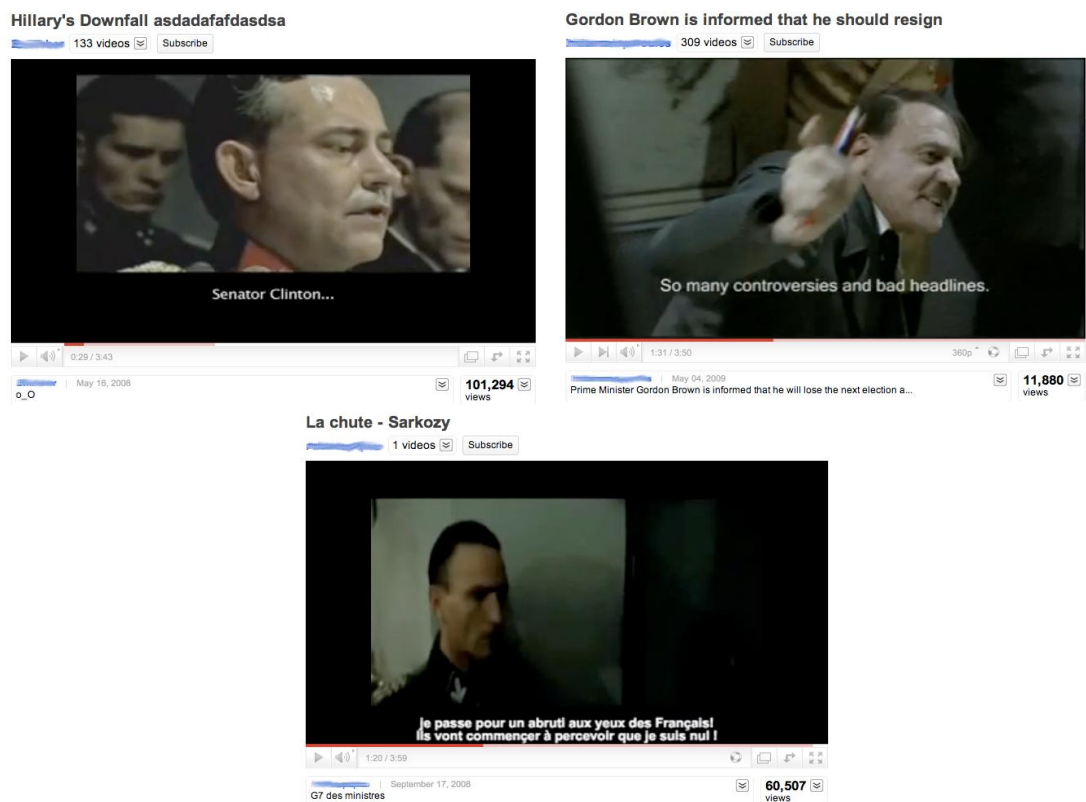 Hillary's Downfall asdadafafdasdsa
133 videos Subscribe
Senator Clinton...
0:29 / 3:43
May 16, 2008
101,294
views
o_O
Gordon Brown is informed that he should resign
309 videos Subscribe
So many controversies and bad headlines.
1:31 / 3:50 360p
May 04, 2009
11,880
Prime Minister Gordon Brown is informed that he will lose the next election a...
views
La chute - Sarkozy
1 videos Subscribe
je passe pour un abruti aux yeux des Français!
Ils vont commençer à percevoir que je suis nul !
1:20 / 3:59
September 17, 2008
60,507
G7 des ministres
views